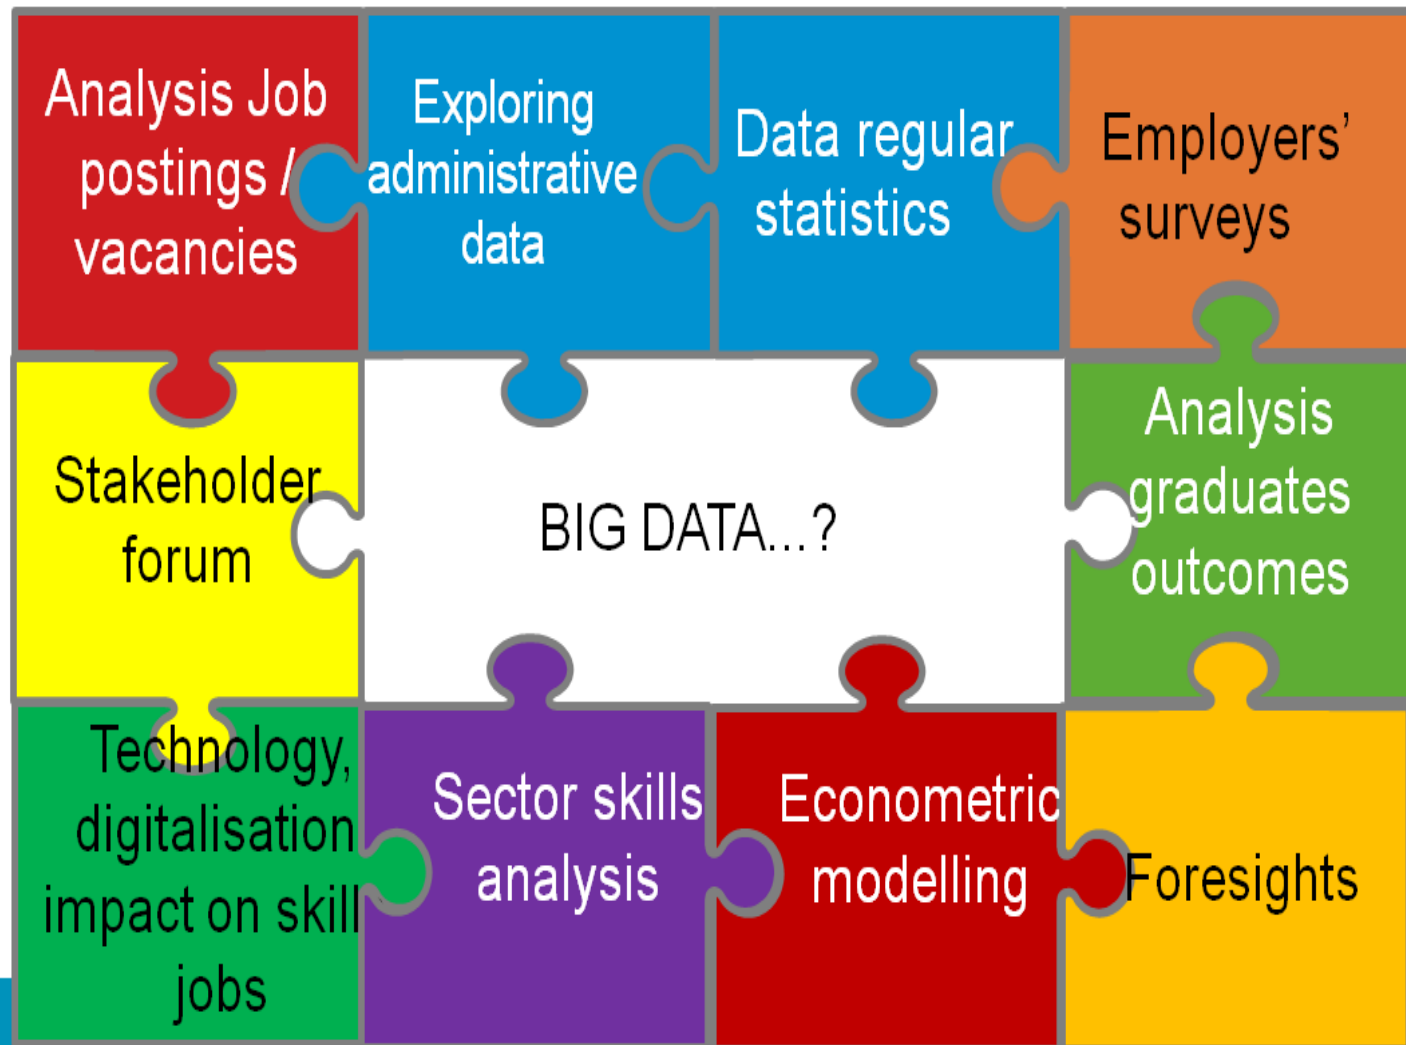 Analysis Job
postings /
vacancies
Exploring
administrative
data
Data regular
statistics
Employers’
surveys
Stakeholder
forum
BIG DATA...?
Analysis
graduates
outcomes
Technology,
digitalisation
impact on skill
jobs
Sector skills
analysis
Econometric
modelling
Foresights